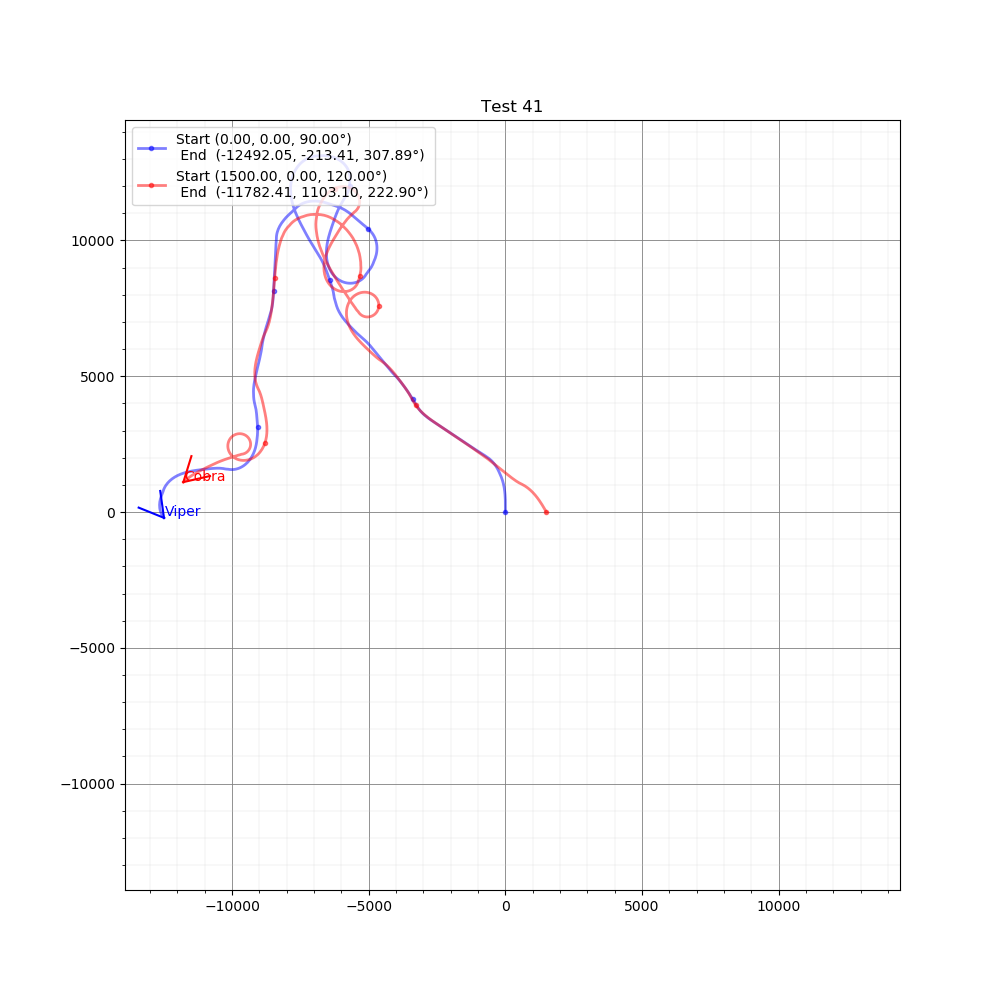 Test 41
Start (0.00, 0.00, 90.00°)
End (-12492.05, -213.41, 307.89°)
Start (1500.00, 0.00, 120.00°)
End (-11782.41, 1103.10, 222.90°)
10000
5000
0
−5000
−10000
Cobra
Viper
−10000
−5000
0
5000
10000